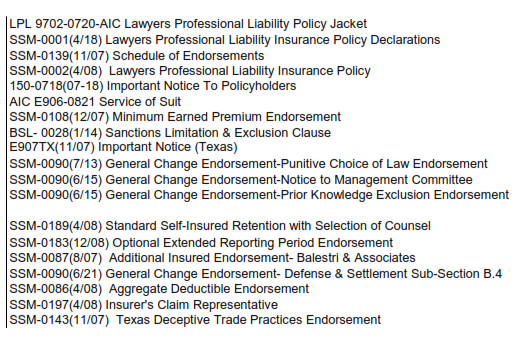 LPL 9702-0720-AIC Lawyers Professional Liability Policy Jacket
SSM-0001(4/18) Lawyers Professional Liability Insurance Policy Declarations
SSM-0139(11/07) Schedule of Endorsements
SSM-0002(4/08)  Lawyers Professional Liability Insurance Policy
150-0718(07-18) Important Notice To Policyholders
AIC E906-0821 Service of Suit
SSM-0108(12/07) Minimum Earned Premium Endorsement
BSL- 0028(1/14) Sanctions Limitation & Exclusion Clause
E907TX(11/07) Important Notice (Texas)
SSM-0090(7/13) General Change Endorsement-Punitive Choice of Law Endorsement
SSM-0090(6/15) General Change Endorsement-Notice to Management Committee
SSM-0090(6/15) General Change Endorsement-Prior Knowledge Exclusion Endorsement
SSM-0189(4/08) Standard Self-Insured Retention with Selection of Counsel
SSM-0183(12/08) Optional Extended Reporting Period Endorsement
SSM-0087(8/07)  Additional Insured Endorsement- Balestri & Associates
SSM-0090(6/21) General Change Endorsement- Defense & Settlement Sub-Section B.4
SSM-0086(4/08)  Aggregate Deductible Endorsement
SSM-0197(4/08) Insurer's Claim Representative
SSM-0143(11/07)  Texas Deceptive Trade Practices Endorsement